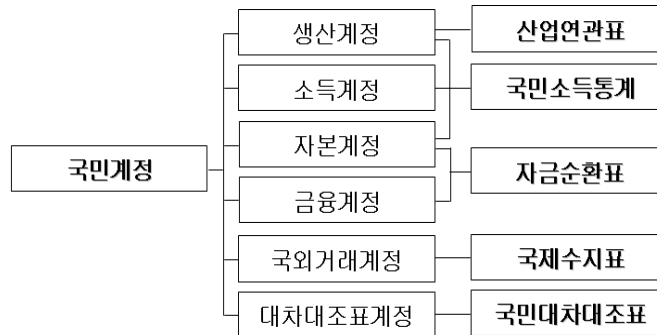 생산계정
산업연관표
소득계정
국민소득통계
자본계정
국민계정
자금순환표
금융계정
국외거래계정
국제수지표
대차대조표계정
국민대차대조표